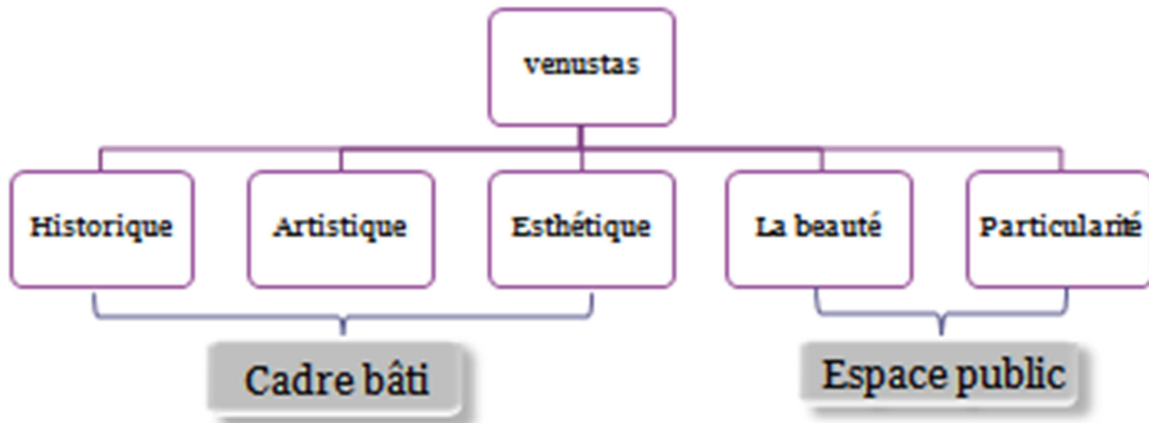 venustas
Historique
Artistique
Esthétique
La beauté
Particularité
Cadre bâti
Espace public